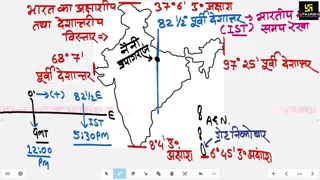 भारत का अक्षांशीय
तथा देशान्तरीय
विस्तार⇒
37°6' उ० अक्षांश
82 1/2° पूर्वी देशान्तर → भारतीय
(IST) समय रेखा
68°7'
पूर्वी देशान्तर
नैनी
प्रयागराज
97°25' पूर्वी देशान्तर
0° → (+) 82 1/2 E
E
GMT
12:00
PM
IST
5:30PM
8°4' उ०
अक्षांश
A&N
ग्रेट निकोबार
6°45' उ० अक्षांश
UTKARSH